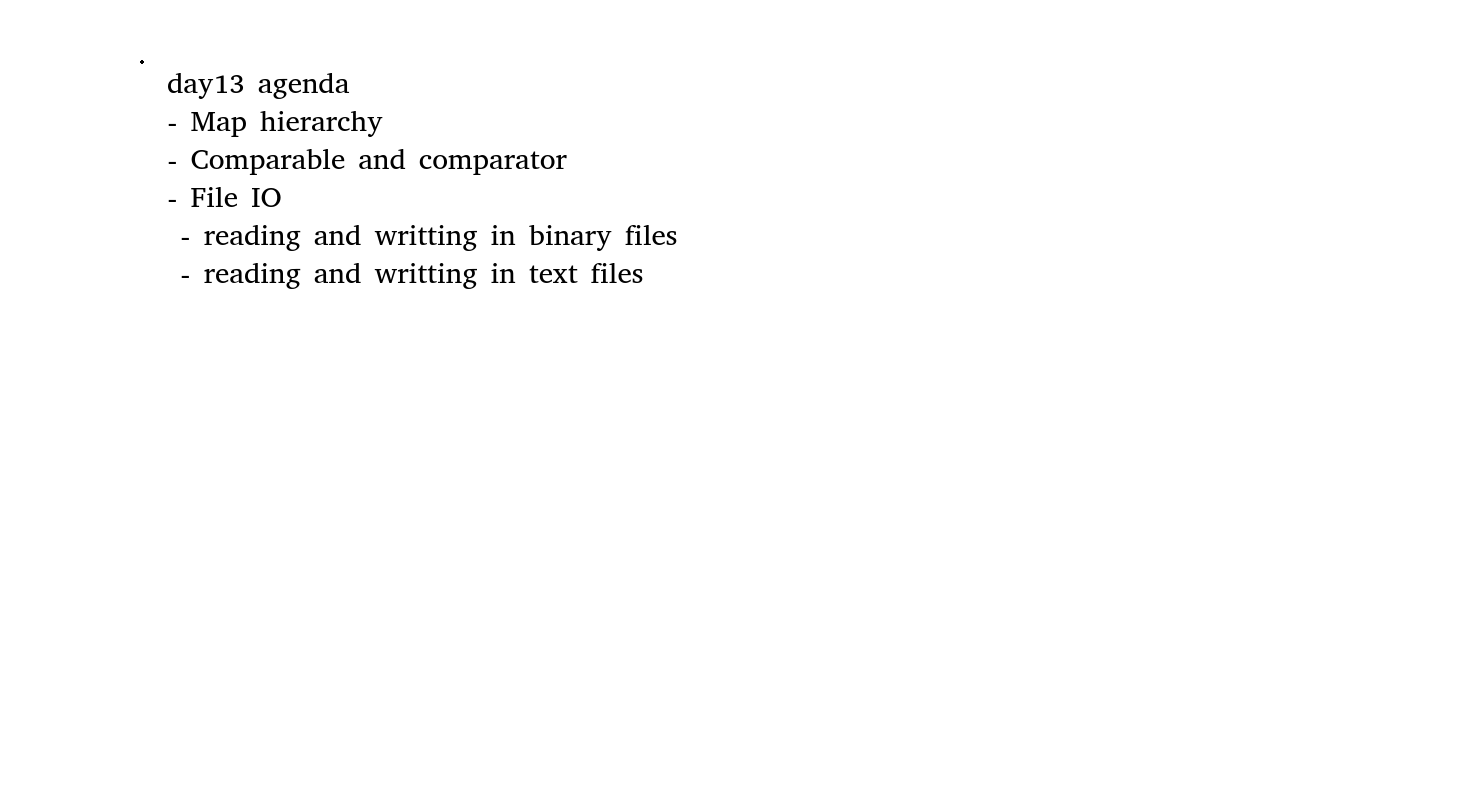 day13 agenda
- Map hierarchy
- Comparable and comparator
- File IO
- reading and writting in binary files
- reading and writting in text files